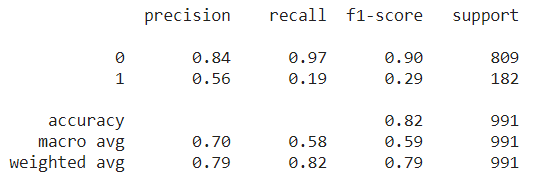 precision recall f1-score support
0 0.84 0.97 0.90 809
1 0.56 0.19 0.29 182
accuracy 0.82 991
macro avg 0.70 0.58 0.59 991
weighted avg 0.79 0.82 0.79 991